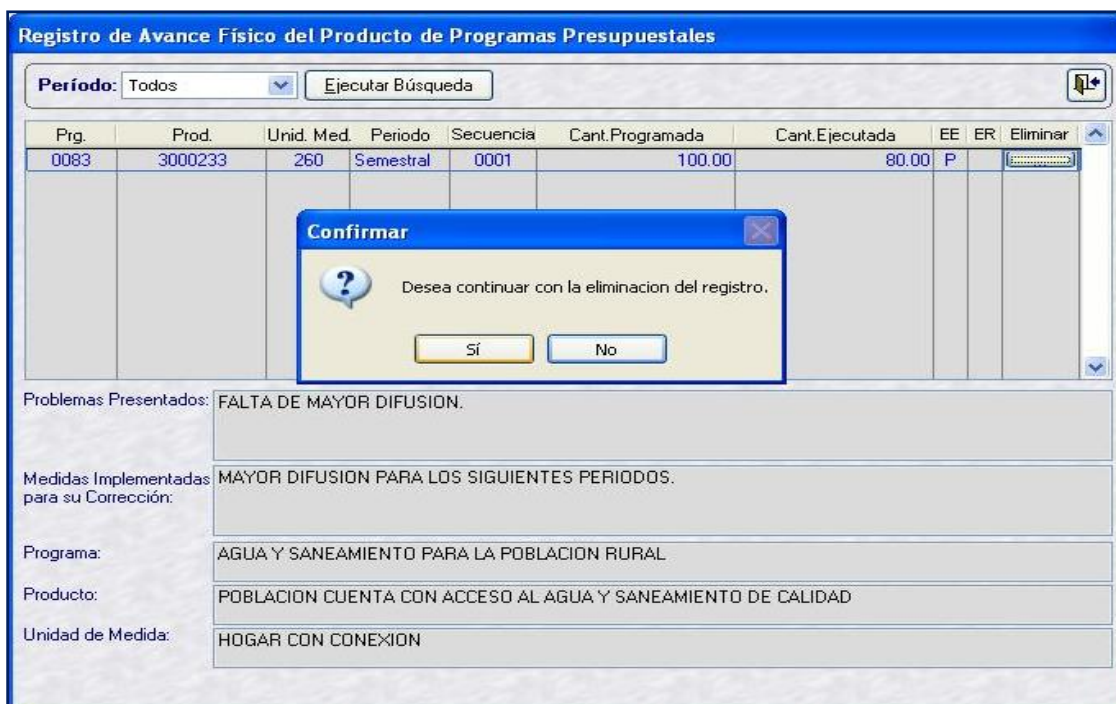 Registro de Avance Físico del Producto de Programas Presupuestales
Período: Todos Ejecutar Búsqueda
Prg. Prod. Unid. Med. Periodo Secuencia Cant.Programada Cant.Ejecutada EE ER Eliminar
0083 3000233 260 Semestral 0001 100.00 80.00 P
Confirmar
Desea continuar con la eliminacion del registro.
Sí No
Problemas Presentados: FALTA DE MAYOR DIFUSION.
Medidas Implementadas MAYOR DIFUSION PARA LOS SIGUIENTES PERIODOS.
para su Corrección:
Programa: AGUA Y SANEAMIENTO PARA LA POBLACION RURAL
Producto: POBLACION CUENTA CON ACCESO AL AGUA Y SANEAMIENTO DE CALIDAD
Unidad de Medida: HOGAR CON CONEXION